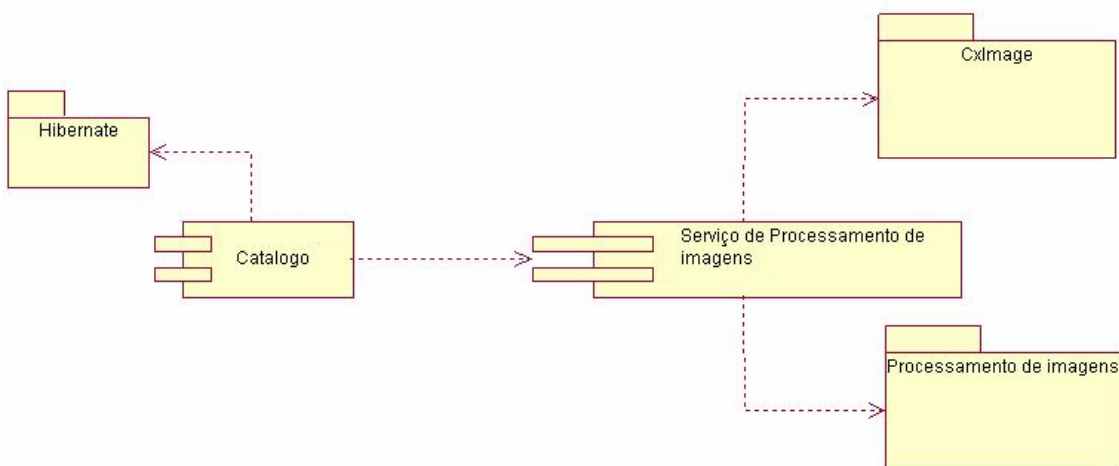 CxImage
Hibernate
Catalogo
Serviço de Processamento de
imagens
Processamento de imagens